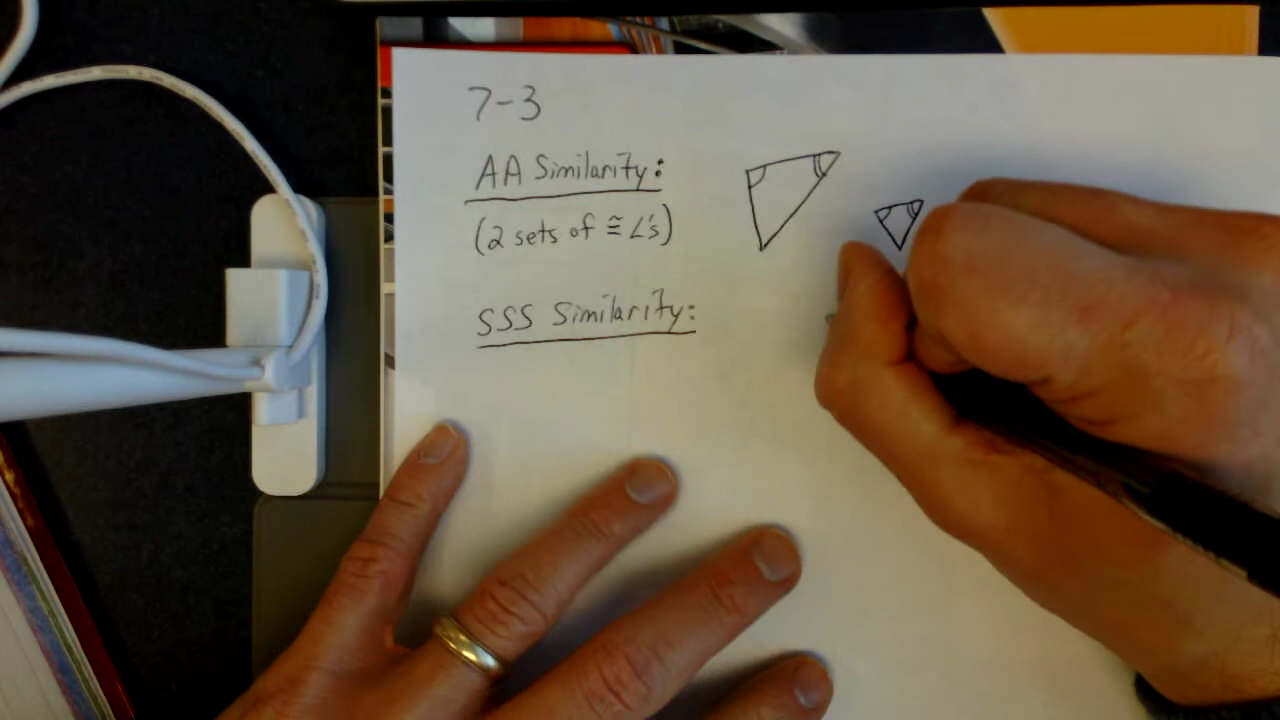 7-3
AA Similarity:
(2 sets of ≅ ∠'s)
SSS Similarity: